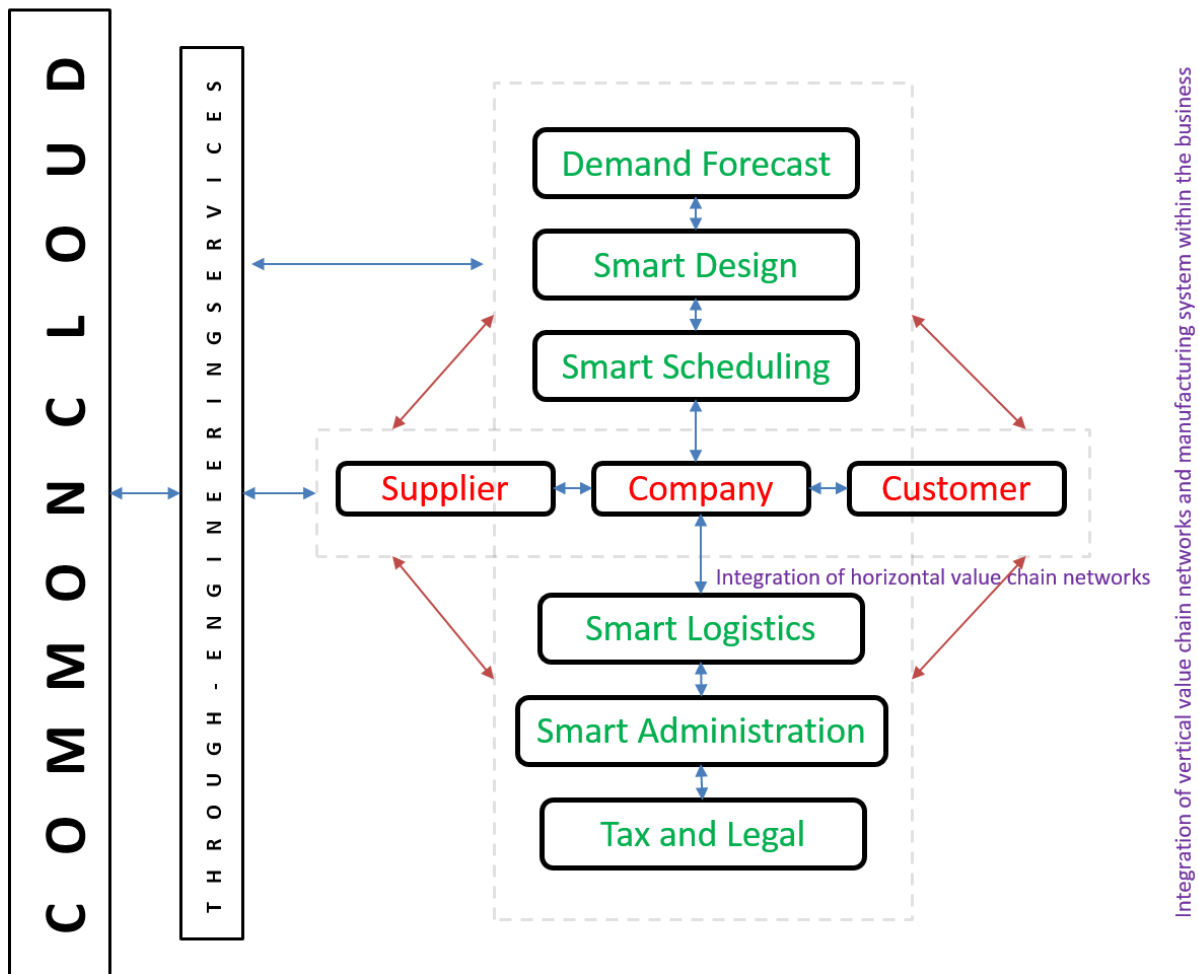 COMMON CLOUD
THROUGH-ENGINEERING SERVICES
Demand Forecast
Smart Design
Smart Scheduling
Supplier
Company
Customer
Integration of horizontal value chain networks
Smart Logistics
Smart Administration
Tax and Legal
Integration of vertical value chain networks and manufacturing system within the business